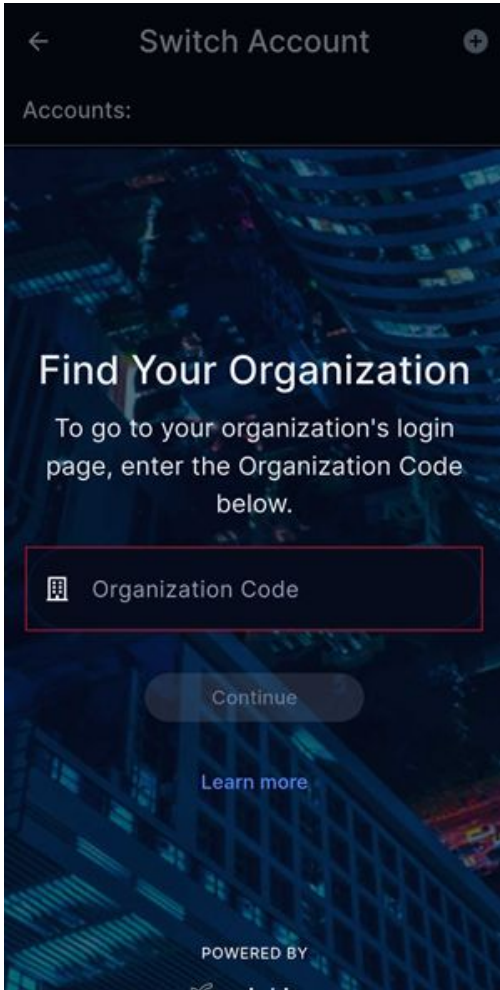 Switch Account
Accounts:
Find Your Organization
To go to your organization's login
page, enter the Organization Code
below.
Organization Code
Continue
Learn more
POWERED BY